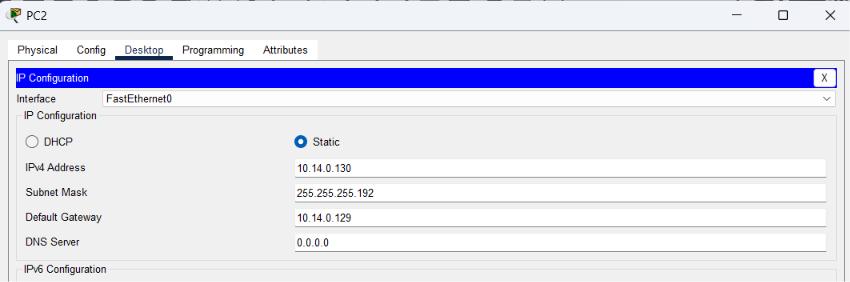 PC2
Physical Config Desktop Programming Attributes
IP Configuration X
Interface FastEthernet0
IP Configuration
DHCP Static
IPv4 Address 10.14.0.130
Subnet Mask 255.255.255.192
Default Gateway 10.14.0.129
DNS Server 0.0.0.0
IPv6 Configuration